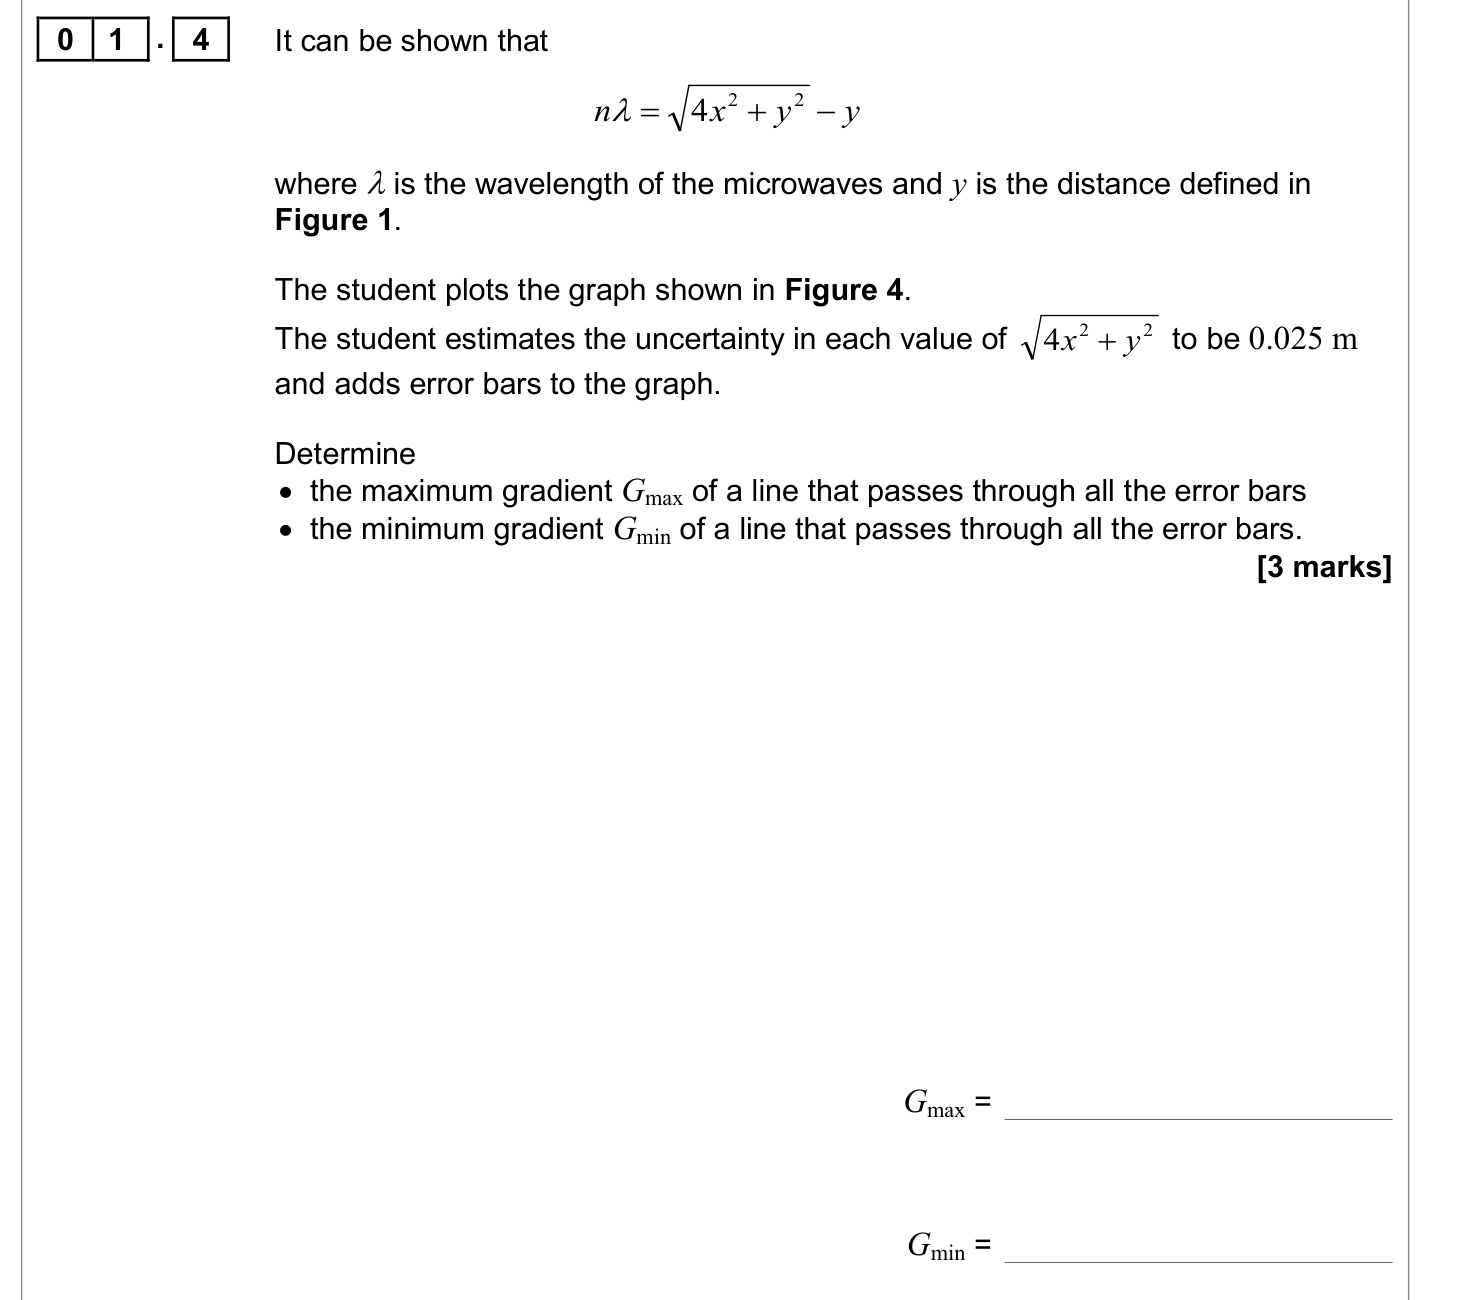 0 1 . 4 It can be shown that
nλ = √(4x² + y²) − y
where λ is the wavelength of the microwaves and y is the distance defined in
Figure 1.
The student plots the graph shown in Figure 4.
The student estimates the uncertainty in each value of √(4x² + y²) to be 0.025 m
and adds error bars to the graph.
Determine
• the maximum gradient Gmax of a line that passes through all the error bars
• the minimum gradient Gmin of a line that passes through all the error bars.
[3 marks]
Gmax =
Gmin =